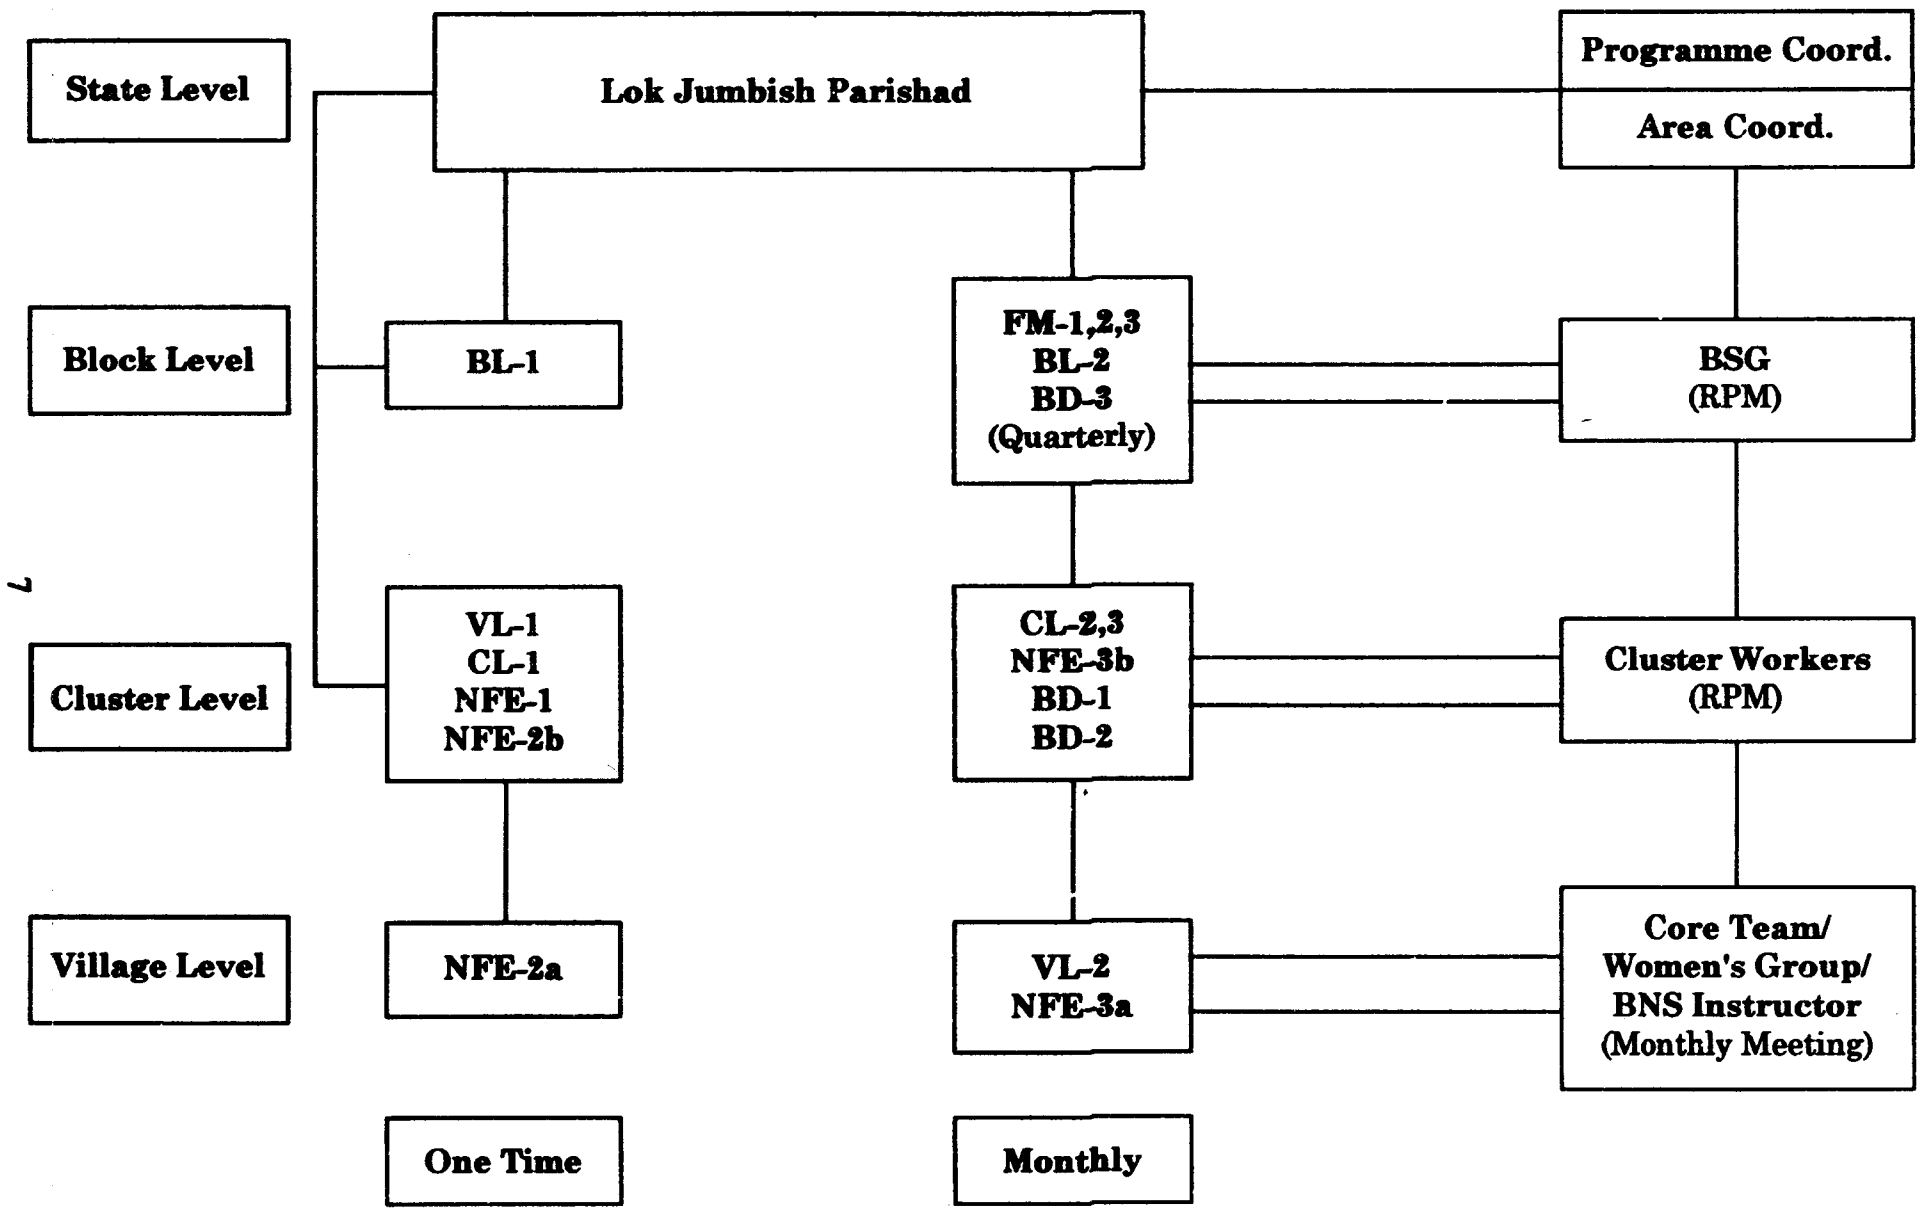 State Level
Lok Jumbish Parishad
Programme Coord.
Area Coord.
Block Level
BL-1
FM-1,2,3
BL-2
BD-3
(Quarterly)
BSG
(RPM)
Cluster Level
VL-1
CL-1
NFE-1
NFE-2b
CL-2,3
NFE-3b
BD-1
BD-2
Cluster Workers
(RPM)
Village Level
NFE-2a
VL-2
NFE-3a
Core Team/
Women's Group/
BNS Instructor
(Monthly Meeting)
One Time
Monthly
7